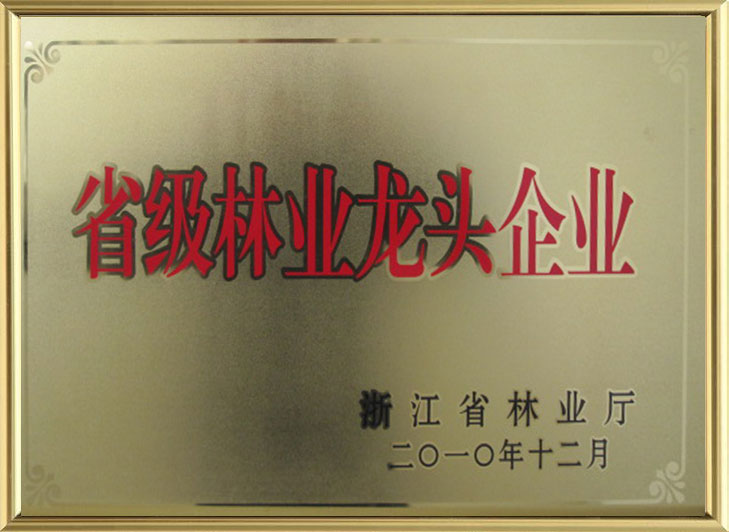 省级林业龙头企业
浙江省林业厅
二〇一〇年十二月